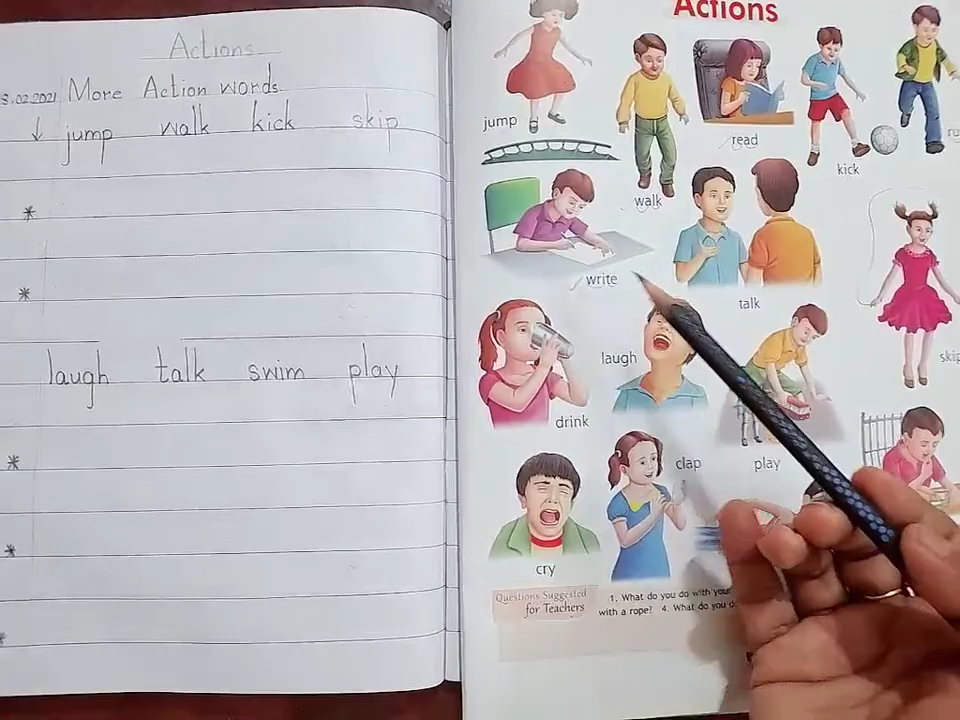 Actions
More Action words
jump walk kick skip
laugh talk swim play
Actions
jump
walk
read
kick
write
talk
drink
laugh
play
clap
cry
Questions Suggested
for Teachers
1. What do you do with your
with a rope? 4. What do you